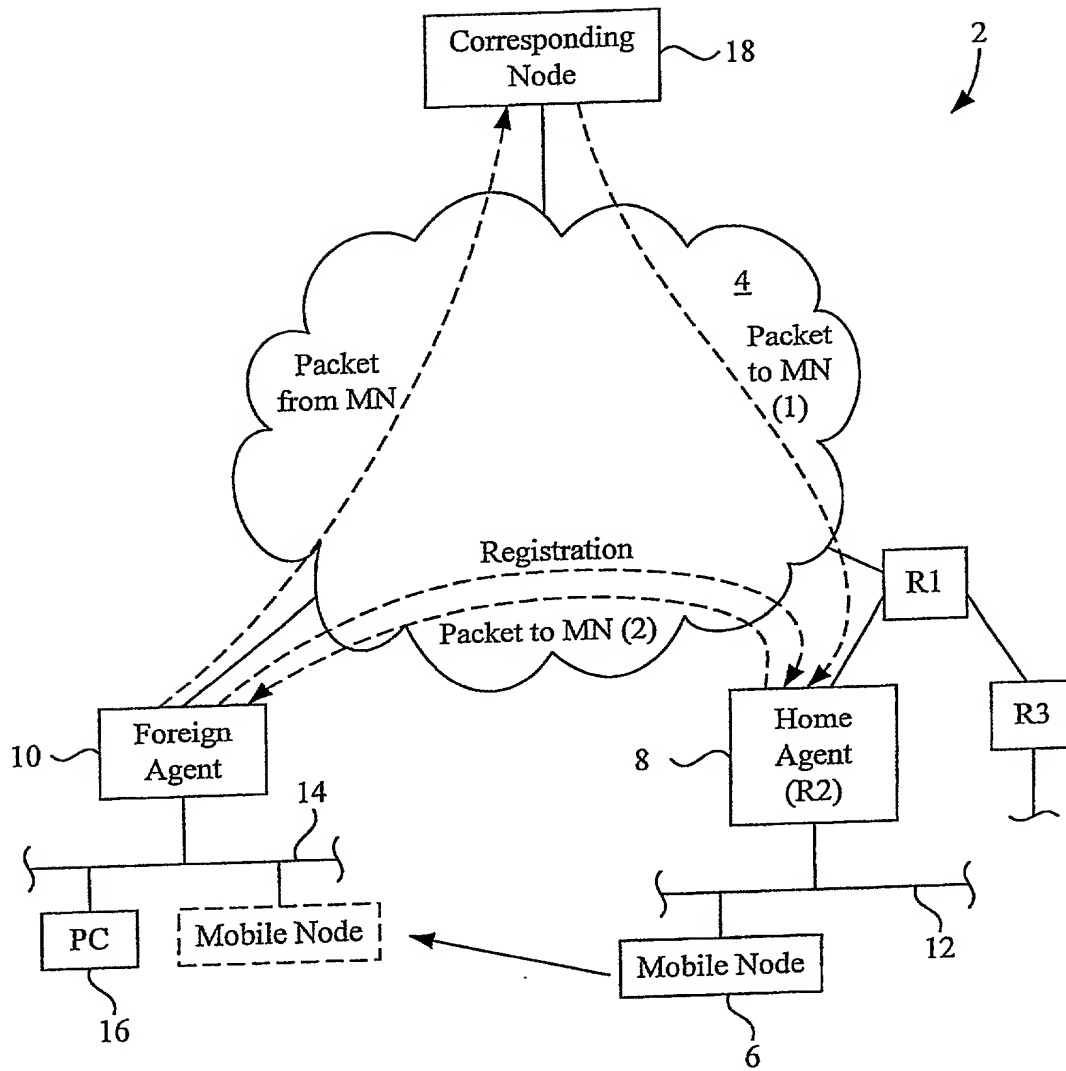 Corresponding
Node
18
2
4
Packet
to MN
(1)
Packet
from MN
Registration
R1
Packet to MN (2)
Foreign
Agent
10
Home
Agent
(R2)
8
R3
14
PC
Mobile Node
12
Mobile Node
16
6